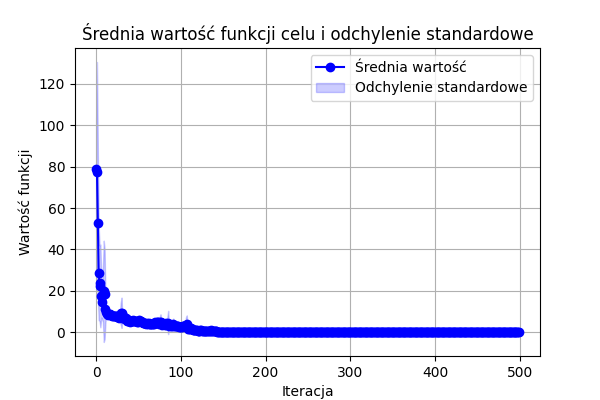 Średnia wartość funkcji celu i odchylenie standardowe
Średnia wartość
Odchylenie standardowe
Wartość funkcji
120
100
80
60
40
20
0
0 100 200 300 400 500
Iteracja